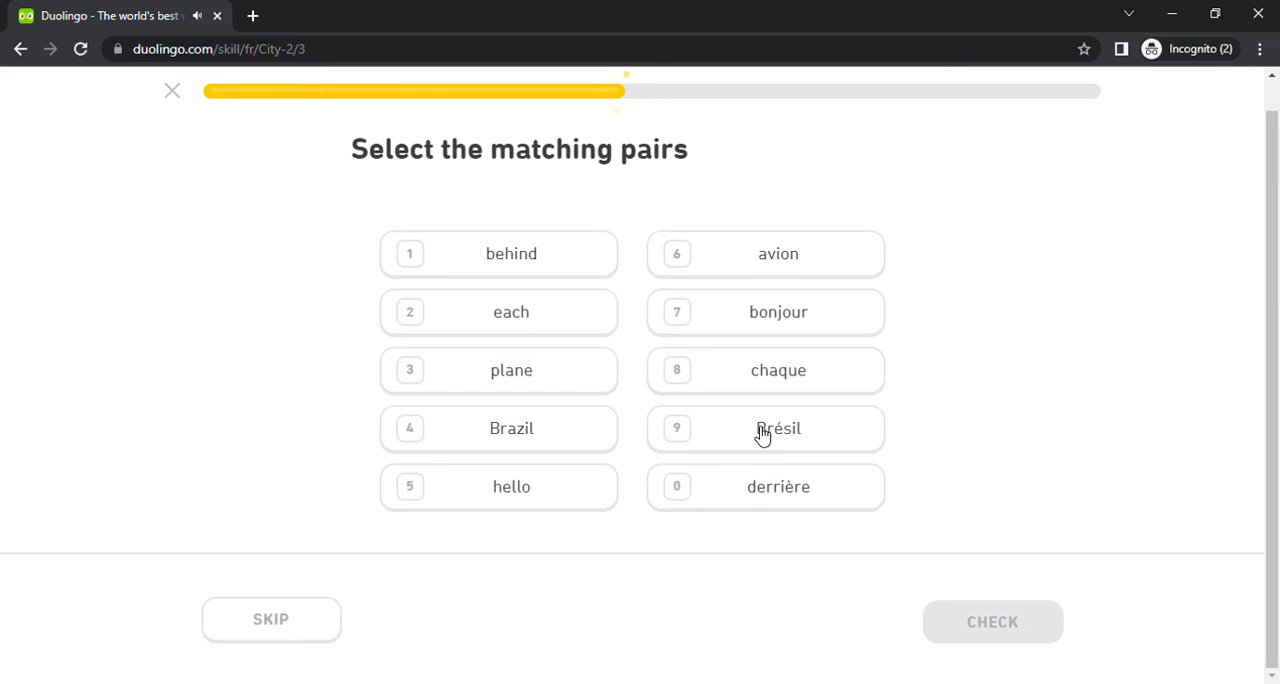 Duolingo - The world's best
duolingo.com/skill/fr/City-2/3
Incognito (2)
Select the matching pairs
1 behind
6 avion
2 each
7 bonjour
3 plane
8 chaque
4 Brazil
9 Brésil
5 hello
0 derrière
SKIP
CHECK